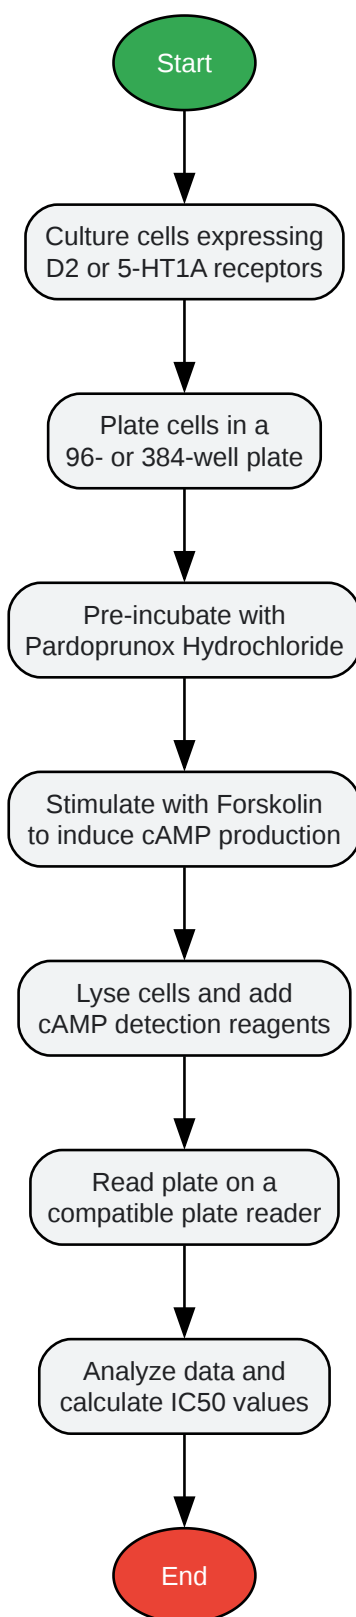 Start
Culture cells expressing
D2 or 5-HT1A receptors
Plate cells in a
96- or 384-well plate
Pre-incubate with
Pardoprunox Hydrochloride
Stimulate with Forskolin
to induce cAMP production
Lyse cells and add
cAMP detection reagents
Read plate on a
compatible plate reader
Analyze data and
calculate IC50 values
End